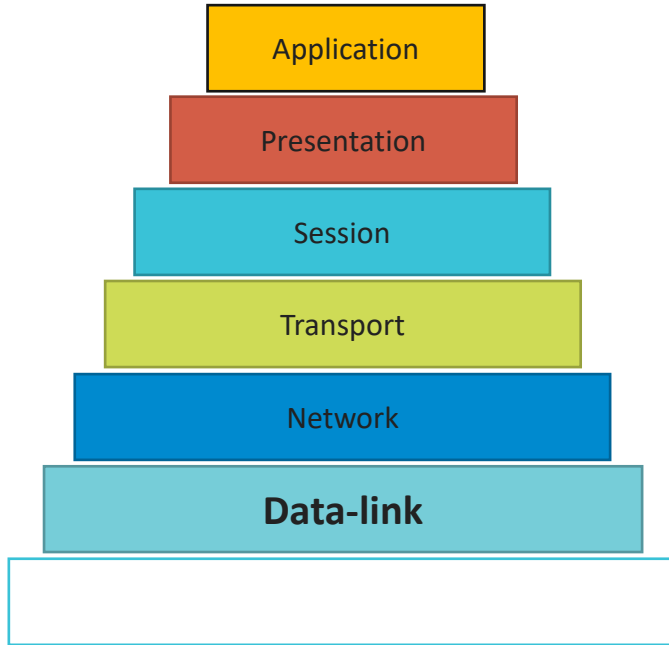 Application
Presentation
Session
Transport
Network
Data-link